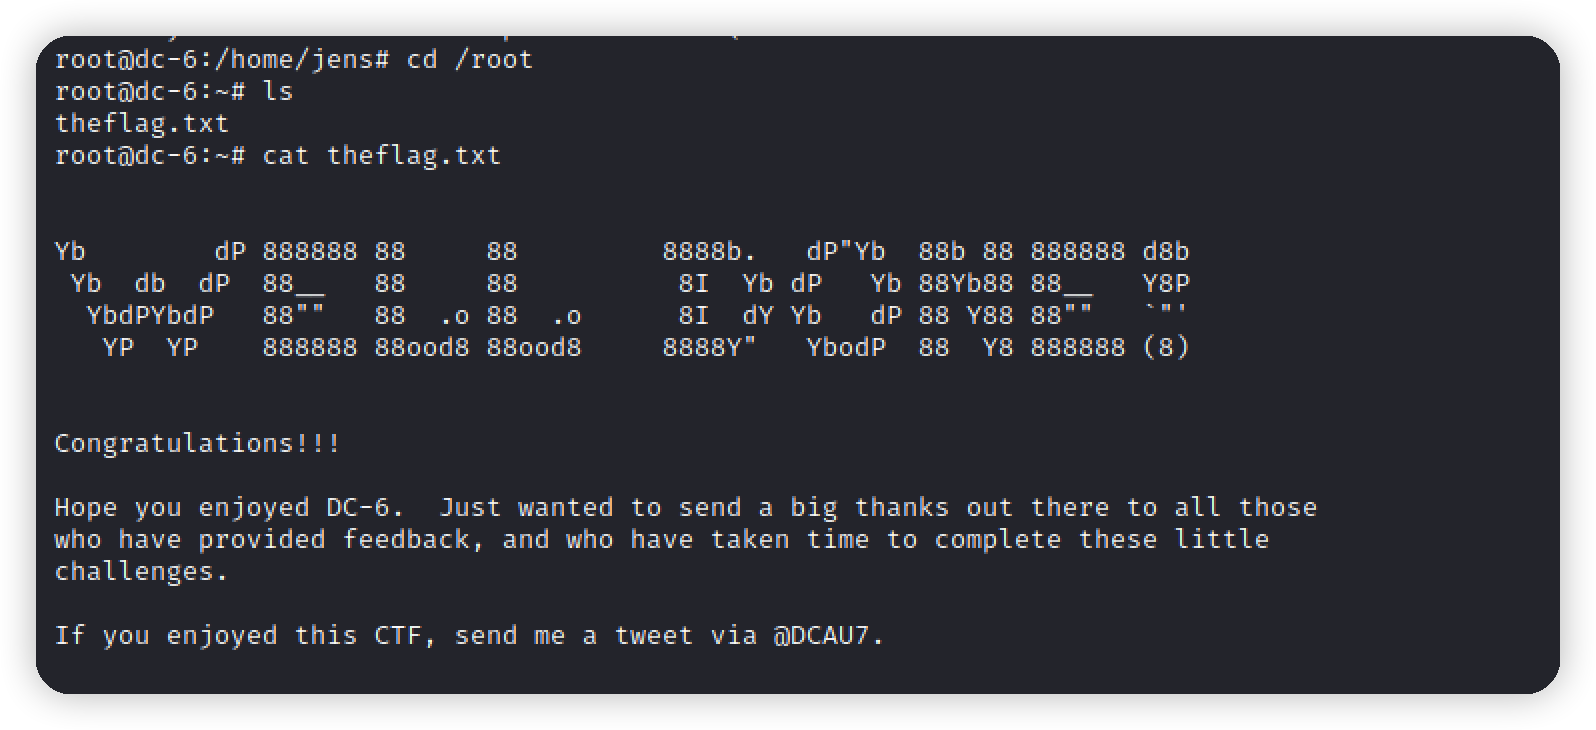 root@dc-6:/home/jens# cd /root
root@dc-6:~# ls
theflag.txt
root@dc-6:~# cat theflag.txt
Yb        dP 888888 88     88         8888b.   dP"Yb  88b 88 888888 d8b
 Yb  db  dP  88__   88     88          8I  Yb dP   Yb 88Yb88 88__   Y8P
  YbdPYbdP   88""   88  .o 88  .o      8I  dY Yb   dP 88 Y88 88""   `"'
   YP  YP    888888 88ood8 88ood8     8888Y"   YbodP  88  Y8 888888 (8)
Congratulations!!!
Hope you enjoyed DC-6.  Just wanted to send a big thanks out there to all those
who have provided feedback, and who have taken time to complete these little
challenges.
If you enjoyed this CTF, send me a tweet via @DCAU7.